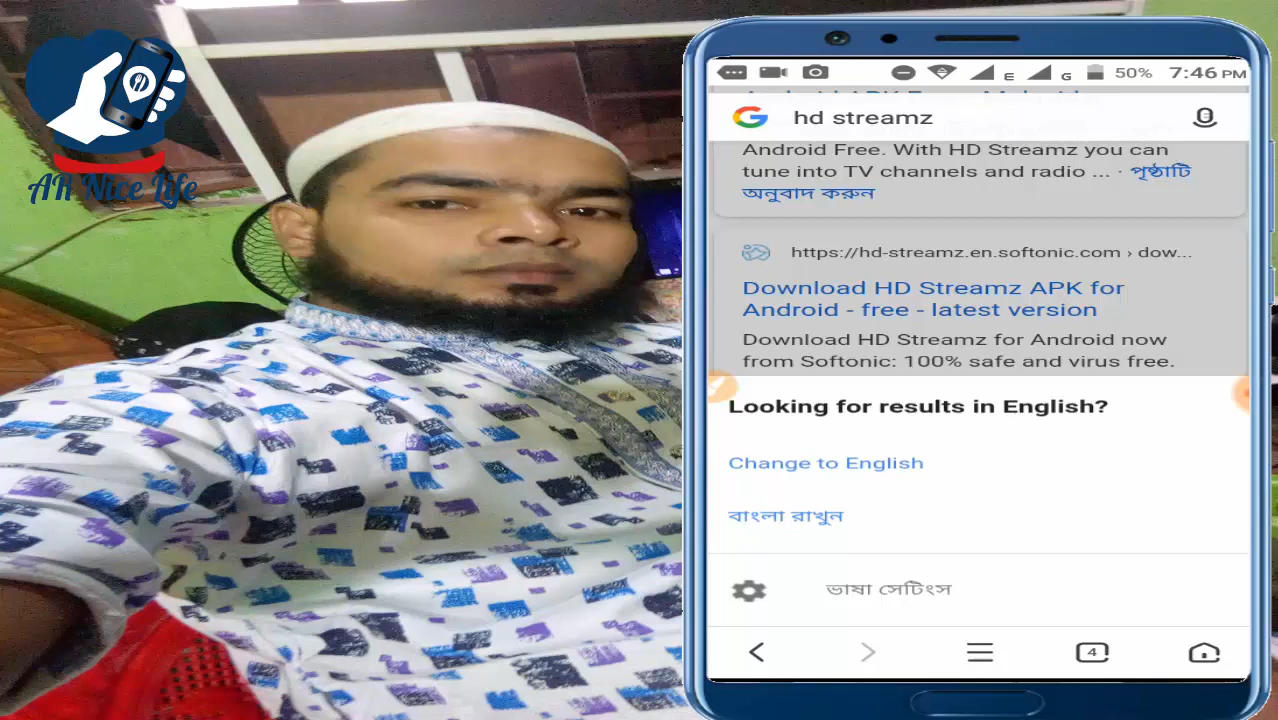 AR Nice Life
E
G
50%
7:46 PM
hd streamz
Android Free. With HD Streamz you can
tune into TV channels and radio ... · পৃষ্ঠাটি
অনুবাদ করুন
https://hd-streamz.en.softonic.com › dow...
Download HD Streamz APK for
Android - free - latest version
Download HD Streamz for Android now
from Softonic: 100% safe and virus free.
Looking for results in English?
Change to English
বাংলা রাখুন
ভাষা সেটিংস
4